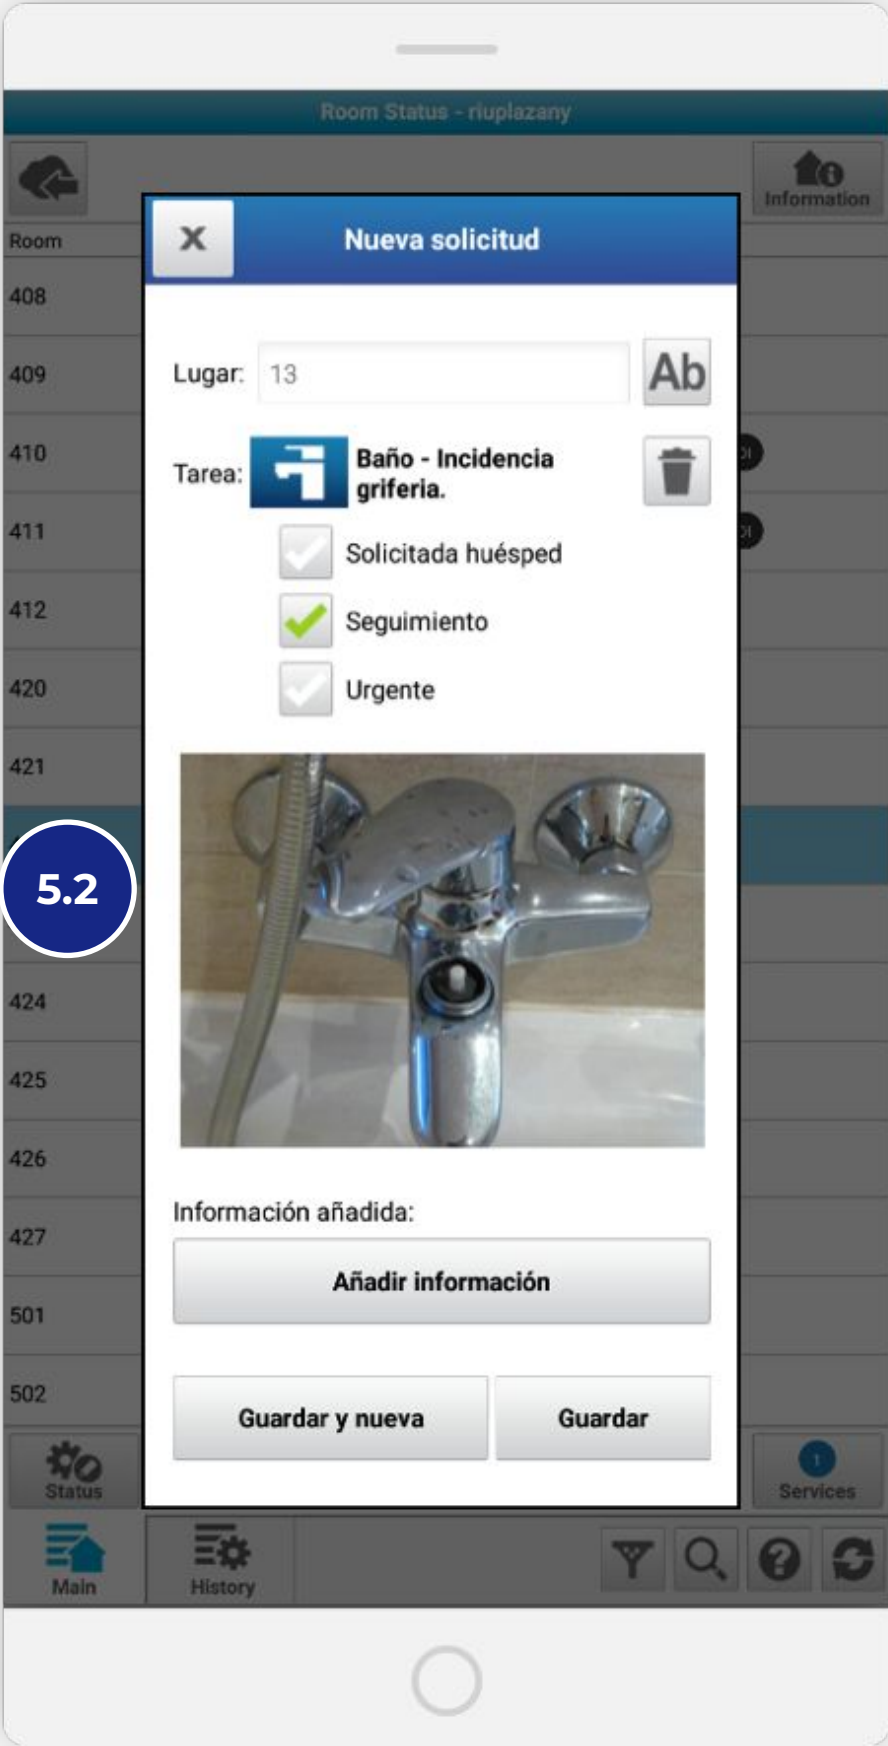 Room Status - riuplazany
Information
Room
Nueva solicitud
408
409
Lugar: 13
Ab
410
Tarea:
Baño - Incidencia
griferia.
411
Solicitada huésped
412
Seguimiento
420
Urgente
421
5.2
424
425
426
Información añadida:
427
Añadir información
501
502
Guardar y nueva
Guardar
Status
1
Services
Main
History